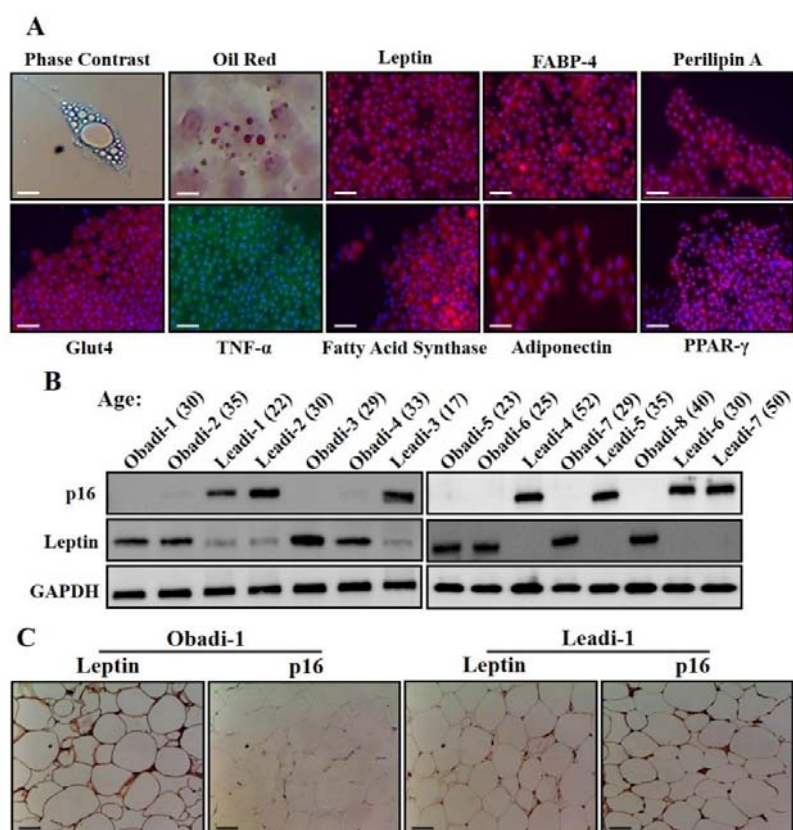 A
Phase Contrast Oil Red Leptin FABP-4 Perilipin A
Glut4 TNF-α Fatty Acid Synthase Adiponectin PPAR-γ
B
Age:
Obadi-1 (30) Obadi-2 (35) Leadi-1 (22) Leadi-2 (30) Obadi-3 (29) Obadi-4 (33) Leadi-3 (17) Obadi-5 (23) Obadi-6 (25) Leadi-4 (52) Obadi-7 (29) Leadi-5 (35) Obadi-8 (40) Leadi-6 (30) Leadi-7 (50)
p16
Leptin
GAPDH
C
Obadi-1 Leadi-1
Leptin p16 Leptin p16